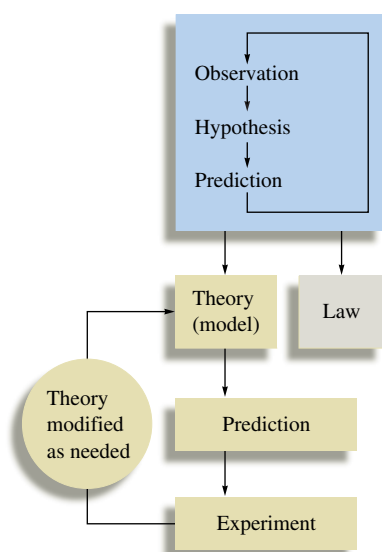 Observation
Hypothesis
Prediction
Theory
(model)
Law
Theory
modified
as needed
Prediction
Experiment